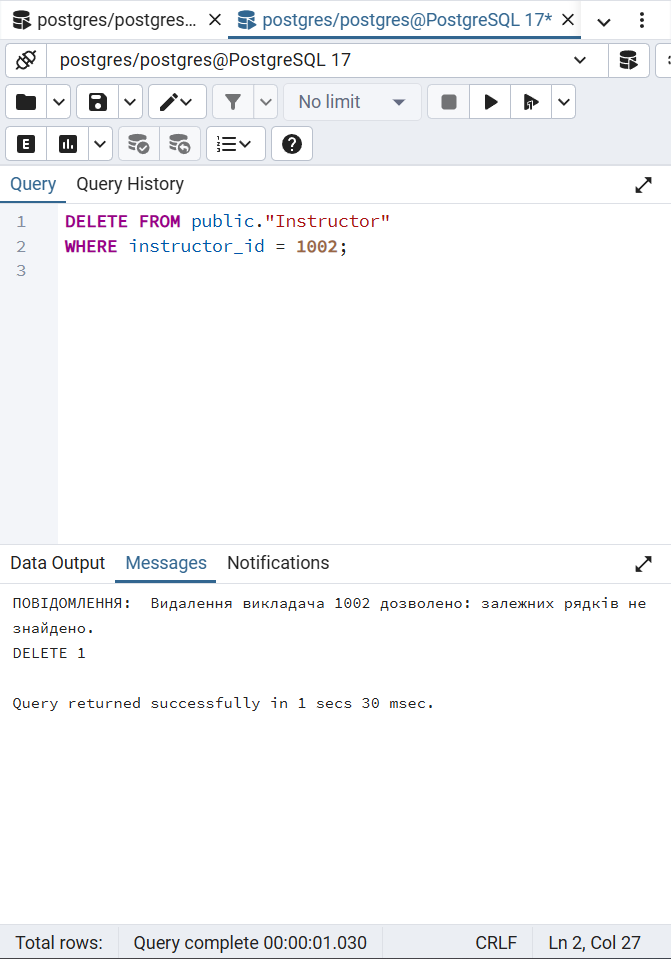 postgres/postgres...
postgres/postgres@PostgreSQL 17*
postgres/postgres@PostgreSQL 17
No limit
E
Query
Query History
1 DELETE FROM public."Instructor"
2 WHERE instructor_id = 1002;
3
Data Output
Messages
Notifications
ПОВІДОМЛЕННЯ:  Видалення викладача 1002 дозволено: залежних рядків не
знайдено.
DELETE 1
Query returned successfully in 1 secs 30 msec.
Total rows:
Query complete 00:00:01.030
CRLF
Ln 2, Col 27